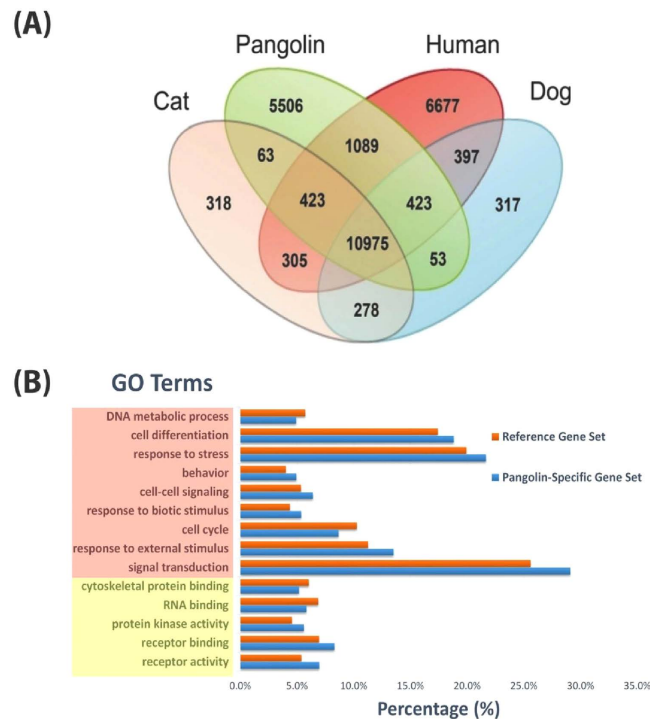 (A)
Pangolin
Human
Cat
Dog
5506
6677
63
1089
397
318
423
423
317
10975
305
53
278
(B)
GO Terms
DNA metabolic process
cell differentiation
response to stress
behavior
cell-cell signaling
response to biotic stimulus
cell cycle
response to external stimulus
signal transduction
cytoskeletal protein binding
RNA binding
protein kinase activity
receptor binding
receptor activity
Reference Gene Set
Pangolin-Specific Gene Set
0.0% 5.0% 10.0% 15.0% 20.0% 25.0% 30.0% 35.0%
Percentage (%)